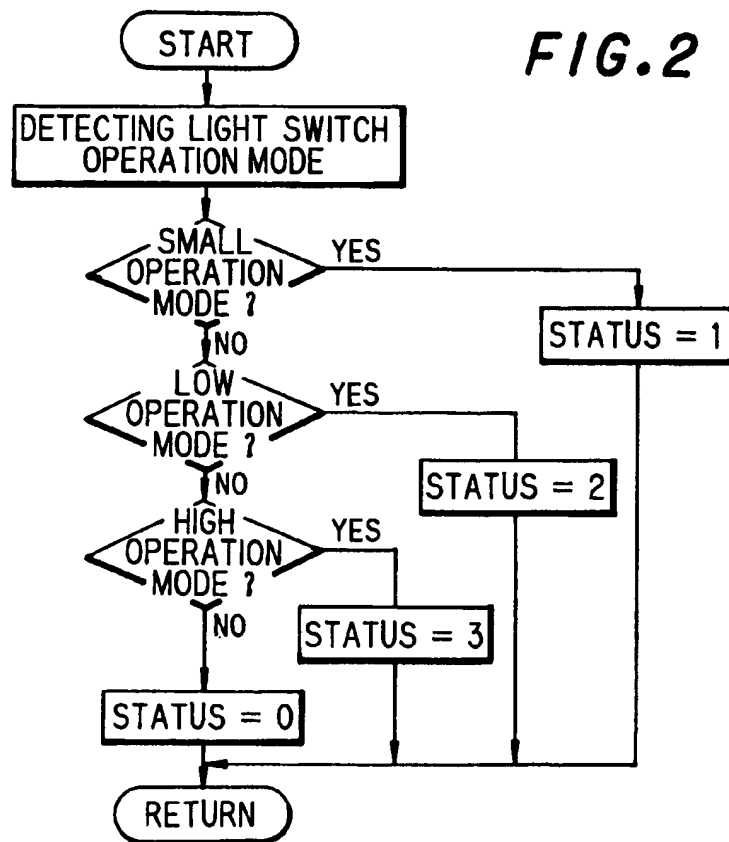 START
FIG.2
DETECTING LIGHT SWITCH
OPERATION MODE
SMALL
OPERATION
MODE ?
YES
STATUS = 1
NO
LOW
OPERATION
MODE ?
YES
STATUS = 2
NO
HIGH
OPERATION
MODE ?
YES
STATUS = 3
NO
STATUS = 0
RETURN